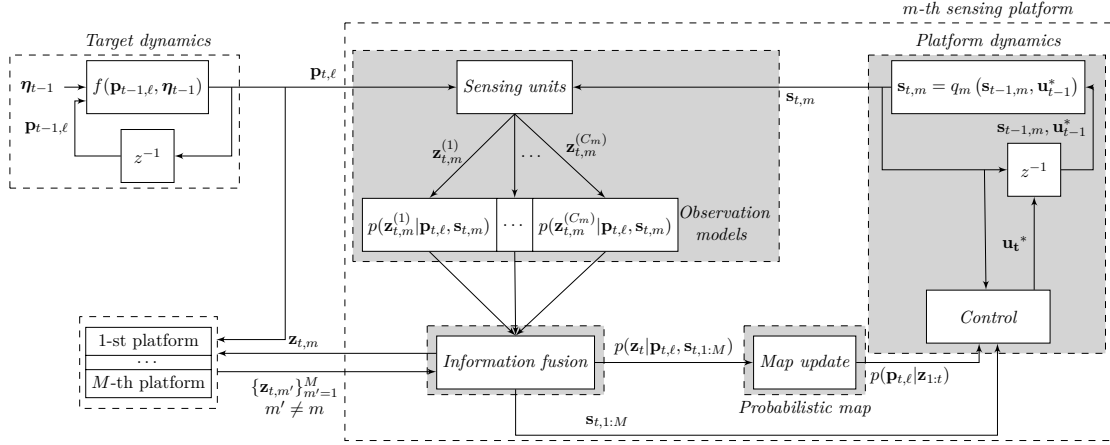 m-th sensing platform
Target dynamics
Platform dynamics
η_{t−1}
f(p_{t−1,ℓ}, η_{t−1})
p_{t,ℓ}
Sensing units
s_{t,m}
s_{t,m} = q_m (s_{t−1,m}, u^*_{t−1})
p_{t−1,ℓ}
z^{−1}
z^{(1)}_{t,m}
...
z^{(C_m)}_{t,m}
s_{t−1,m}, u^*_{t−1}
z^{−1}
p(z^{(1)}_{t,m}|p_{t,ℓ}, s_{t,m})
...
p(z^{(C_m)}_{t,m}|p_{t,ℓ}, s_{t,m})
Observation
models
u_t^*
Control
1-st platform
...
M-th platform
z_{t,m}
{z_{t,m′}}^M_{m′=1}
m′ ≠ m
Information fusion
p(z_t|p_{t,ℓ}, s_{t,1:M})
Map update
p(p_{t,ℓ}|z_{1:t})
Probabilistic map
s_{t,1:M}